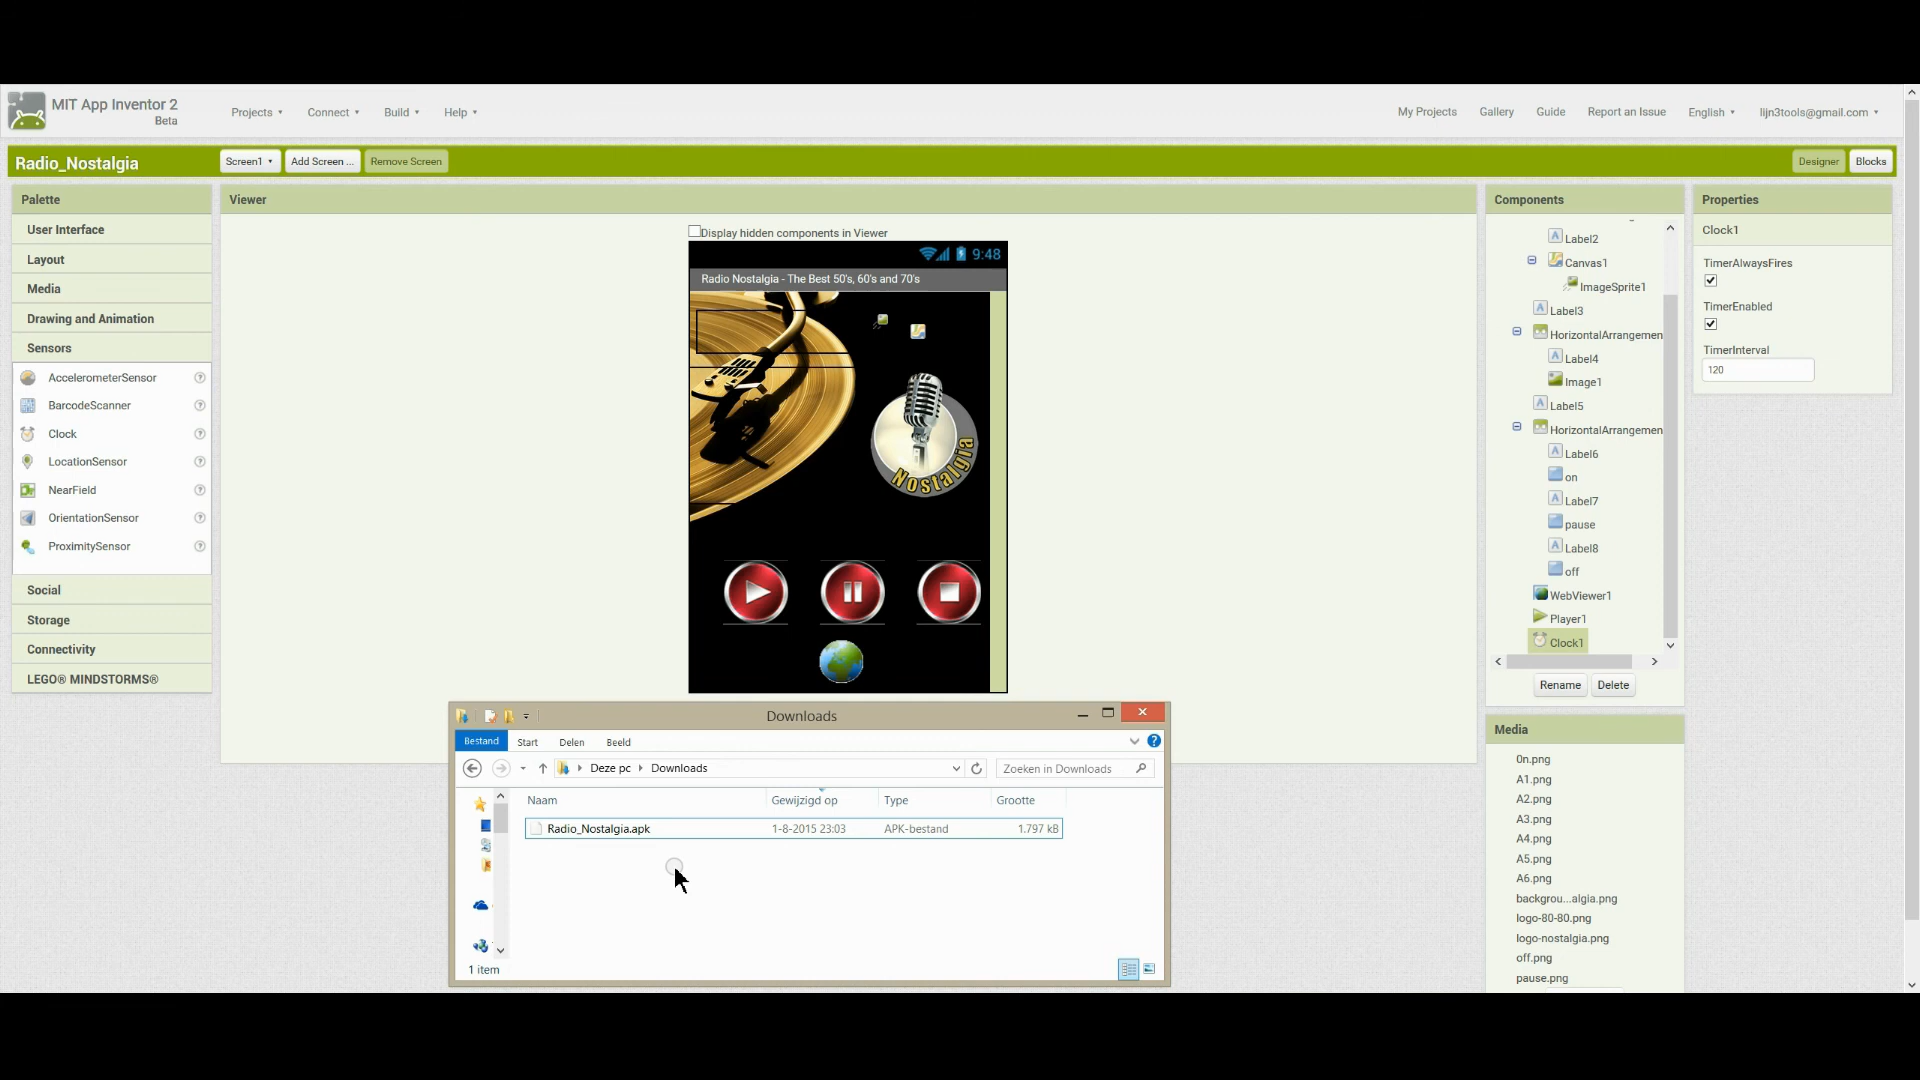 MIT App Inventor 2
Beta
Projects
Connect
Build
Help
My Projects
Gallery
Guide
Report an Issue
English
lijn3tools@gmail.com
Radio_Nostalgia
Screen1
Add Screen ...
Remove Screen
Designer
Blocks
Palette
User Interface
Layout
Media
Drawing and Animation
Sensors
AccelerometerSensor
BarcodeScanner
Clock
LocationSensor
NearField
OrientationSensor
ProximitySensor
Social
Storage
Connectivity
LEGO® MINDSTORMS®
Viewer
Display hidden components in Viewer
9:48
Radio Nostalgia - The Best 50's, 60's and 70's
Nostalgia
Components
Label2
Canvas1
ImageSprite1
Label3
HorizontalArrangemen
Label4
Image1
Label5
HorizontalArrangemen
Label6
on
Label7
pause
Label8
off
WebViewer1
Player1
Clock1
Rename
Delete
Properties
Clock1
TimerAlwaysFires
TimerEnabled
TimerInterval
120
Media
0n.png
A1.png
A2.png
A3.png
A4.png
A5.png
A6.png
backgrou...algia.png
logo-80-80.png
logo-nostalgia.png
off.png
pause.png
Downloads
Bestand
Start
Delen
Beeld
Deze pc
Downloads
Zoeken in Downloads
Naam
Gewijzigd op
Type
Grootte
Radio_Nostalgia.apk
1-8-2015 23:03
APK-bestand
1.797 kB
1 item